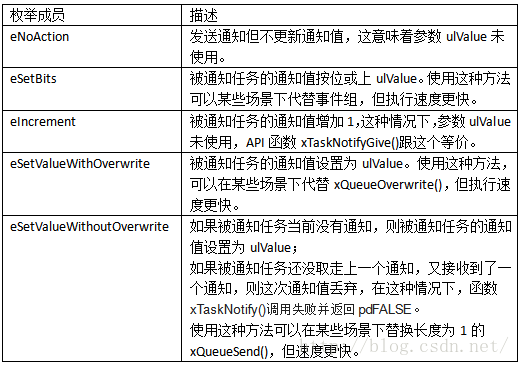 枚举成员 描述
eNoAction 发送通知但不更新通知值，这意味着参数 ulValue 未
使用。
eSetBits 被通知任务的通知值按位或上 ulValue。使用这种方法
可以某些场景下代替事件组，但执行速度更快。
eIncrement 被通知任务的通知值增加 1，这种情况下，参数 ulValue
未使用，API 函数 xTaskNotifyGive()跟这个等价。
eSetValueWithOverwrite 被通知任务的通知值设置为 ulValue。使用这种方法，
可以在某些场景下代替 xQueueOverwrite()，但执行速
度更快。
eSetValueWithoutOverwrite 如果被通知任务当前没有通知，则被通知任务的通知
值设置为 ulValue；
如果被通知任务还没取走上一个通知，又接收到了一
个通知，则这次通知值丢弃，在这种情况下，函数
xTaskNotify()调用失败并返回 pdFALSE。
使用这种方法可以在某些场景下替换长度为 1 的
xQueueSend()，但速度更快。
http://blog.csdn.net/